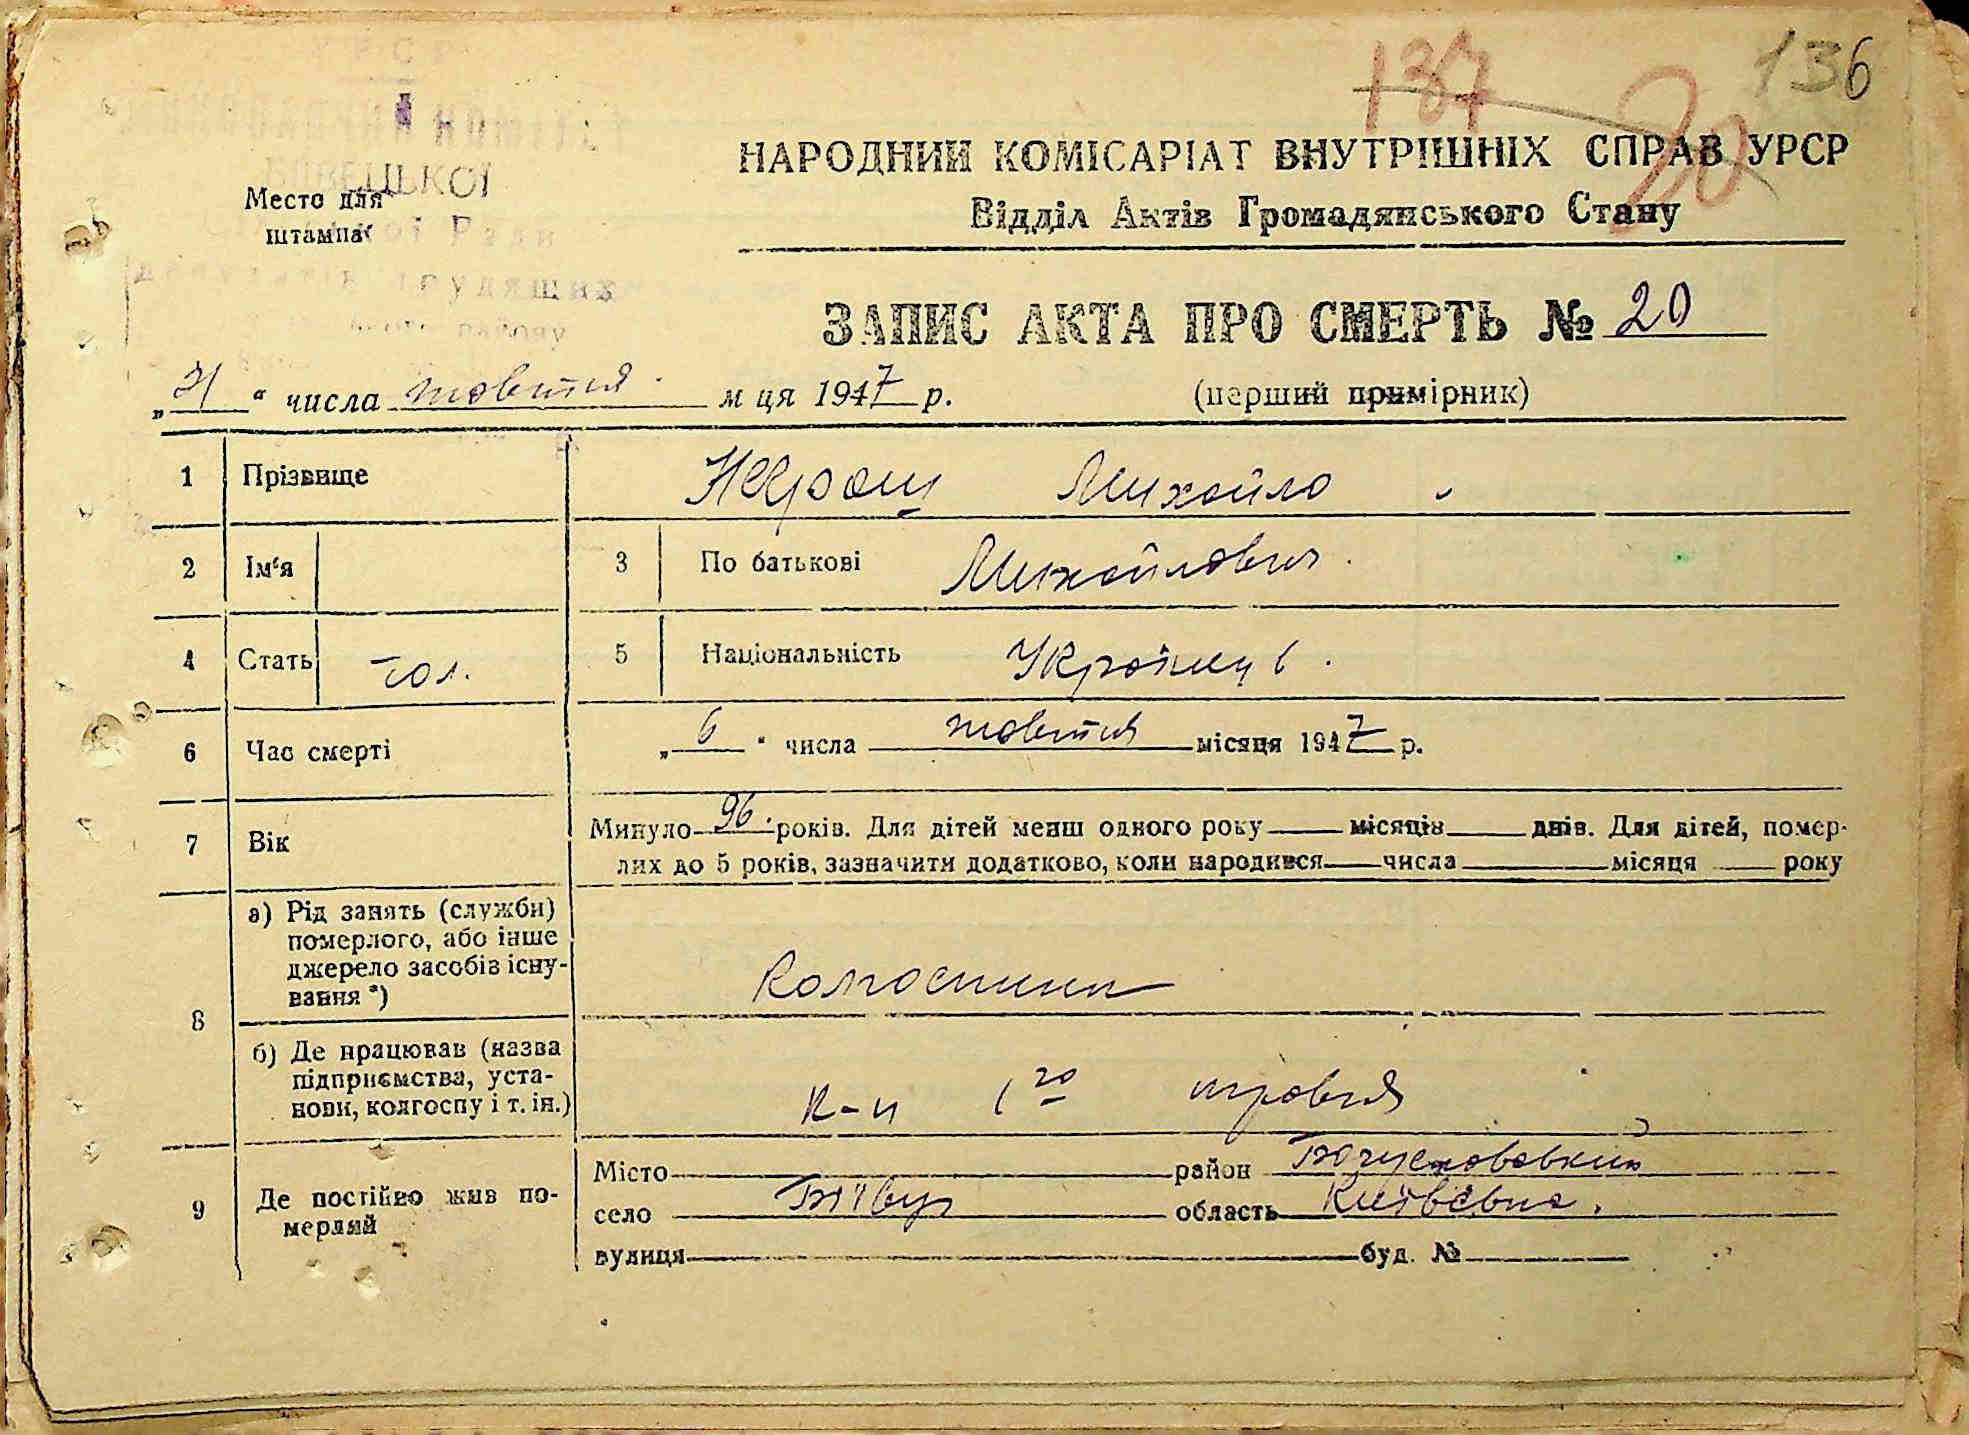 137 20 136
Место для
штампа
ЦЬКОЇ
НАРОДНИЙ КОМІСАРІАТ ВНУТРІШНІХ СПРАВ УРСР
Відділ Актів Громадянського Стану
ЗАПИС АКТА ПРО СМЕРТЬ № 20
числа жовтня м ця 1947 р. (перший примірник)
1 Прізвище Михайло
2 Ім'я 3 По батькові Михайлович.
4 Стать чол. 5 Національність Українець.
6 Час смерті „6“ числа жовтня місяця 1947 р.
7 Вік Минуло 96. років. Для дітей менш одного року місяців днів. Для дітей, помер-
лих до 5 років, зазначити додатково, коли народився числа місяця року
8 а) Рід занять (служби)
померлого, або інше
джерело засобів існу-
вання *)
Колгоспник
б) Де працював (назва
підприємства, уста-
нови, колгоспу і т. ін.)
к-п 1го травня
9 Де постійно жив по-
мерлий
Місто район
село область
вулиця буд. №